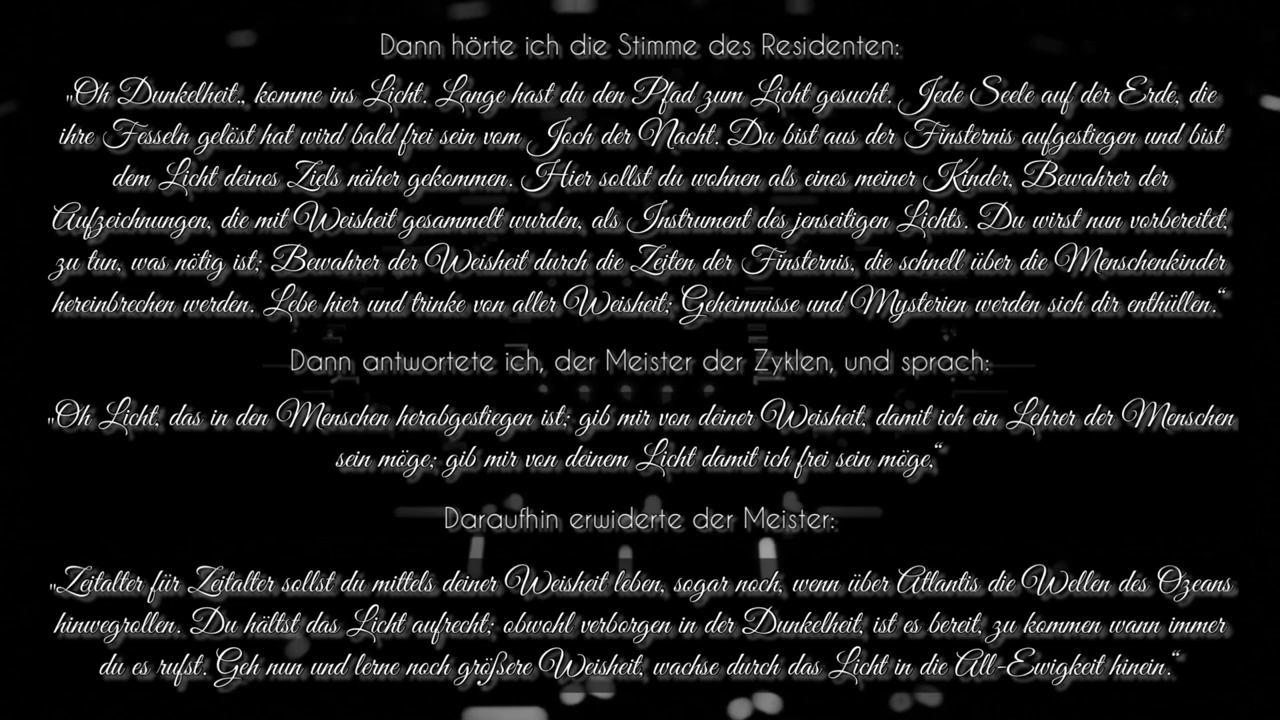 Dann hörte ich die Stimme des Residenten:
"Oh Dunkelheit., komme ins Licht. Lange hast du den Pfad zum Licht gesucht. Jede Seele auf der Erde, die
ihre Fesseln gelöst hat wird bald frei sein vom Joch der Nacht. Du bist aus der Finsternis aufgestiegen und bist
dem Licht deines Ziels näher gekommen. Hier sollst du wohnen als eines meiner Kinder, Bewahrer der
Aufzeichnungen, die mit Weisheit gesammelt wurden, als Instrument des jenseitigen Lichts. Du wirst nun vorbereitet,
zu tun, was nötig ist; Bewahrer der Weisheit durch die Zeiten der Finsternis, die schnell über die Menschenkinder
hereinbrechen werden. Lebe hier und trinke von aller Weisheit; Geheimnisse und Mysterien werden sich dir enthüllen.“
Dann antwortete ich, der Meister der Zyklen, und sprach:
"Oh Licht, das in den Menschen herabgestiegen ist; gib mir von deiner Weisheit, damit ich ein Lehrer der Menschen
sein möge; gib mir von deinem Licht damit ich frei sein möge,“
Daraufhin erwiderte der Meister:
"Zeitalter für Zeitalter sollst du mittels deiner Weisheit leben, sogar noch, wenn über Atlantis die Wellen des Ozeans
hinwegrollen. Du hältst das Licht aufrecht; obwohl verborgen in der Dunkelheit, ist es bereit, zu kommen wann immer
du es rufst. Geh nun und lerne noch größere Weisheit, wachse durch das Licht in die All-Ewigkeit hinein.“